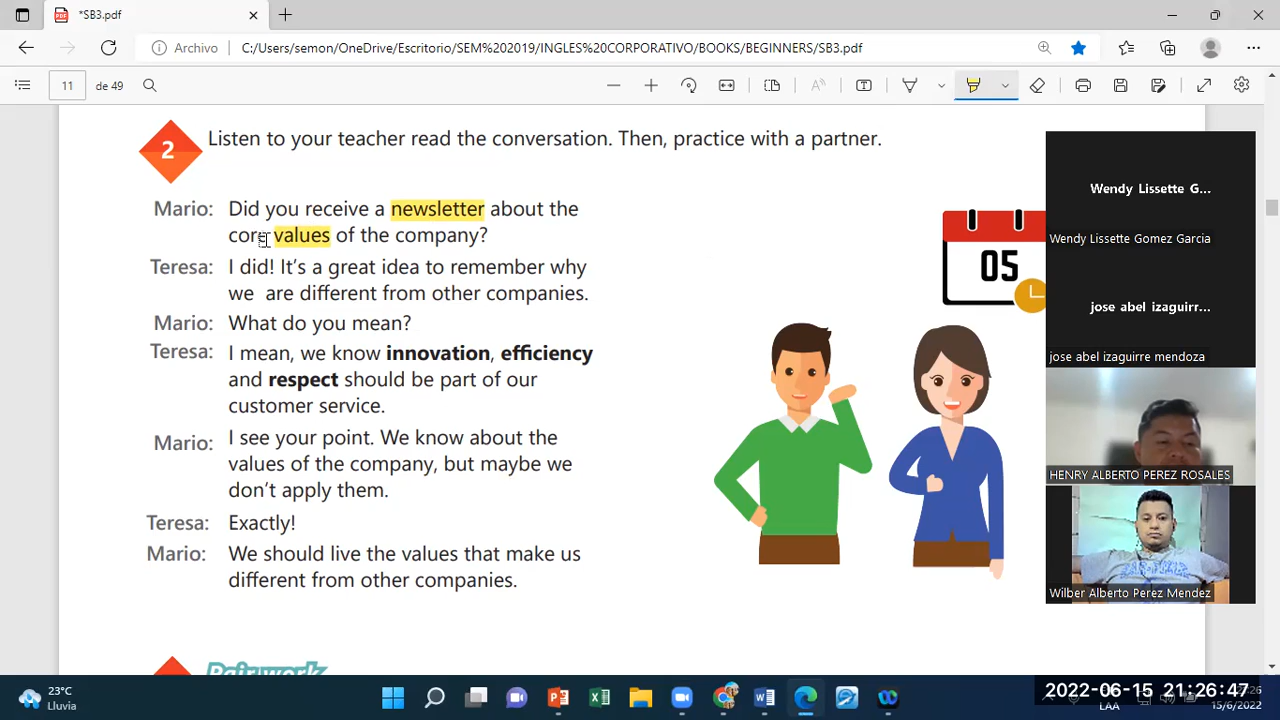 *SB3.pdf
Archivo
C:/Users/semon/OneDrive/Escritorio/SEM%202019/INGLES%20CORPORATIVO/BOOKS/BEGINNERS/SB3.pdf
11 de 49
2 Listen to your teacher read the conversation. Then, practice with a partner.
Mario: Did you receive a newsletter about the
core values of the company?
Teresa: I did! It's a great idea to remember why
we are different from other companies.
Mario: What do you mean?
Teresa: I mean, we know innovation, efficiency
and respect should be part of our
customer service.
Mario: I see your point. We know about the
values of the company, but maybe we
don't apply them.
Teresa: Exactly!
Mario: We should live the values that make us
different from other companies.
Pair work
05
Wendy Lissette G...
Wendy Lissette Gomez Garcia
jose abel izaguirr...
jose abel izaguirre mendoza
HENRY ALBERTO PEREZ ROSALES
Wilber Alberto Perez Mendez
23°C
Lluvia
2022-06-15 21:26:47
LAA
15/6/2022